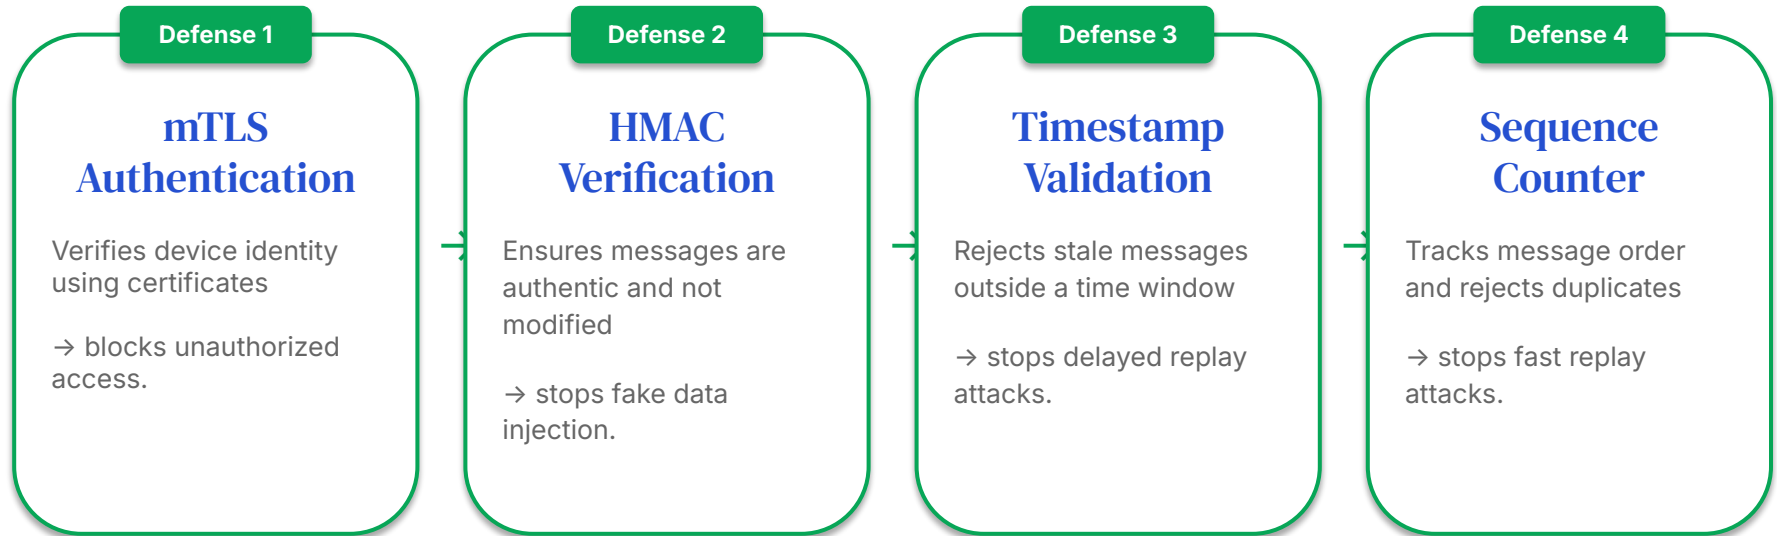 Defense 1
mTLS
Authentication
Verifies device identity
using certificates
→ blocks unauthorized
access.
Defense 2
HMAC
Verification
Ensures messages are
authentic and not
modified
→ stops fake data
injection.
Defense 3
Timestamp
Validation
Rejects stale messages
outside a time window
→ stops delayed replay
attacks.
Defense 4
Sequence
Counter
Tracks message order
and rejects duplicates
→ stops fast replay
attacks.